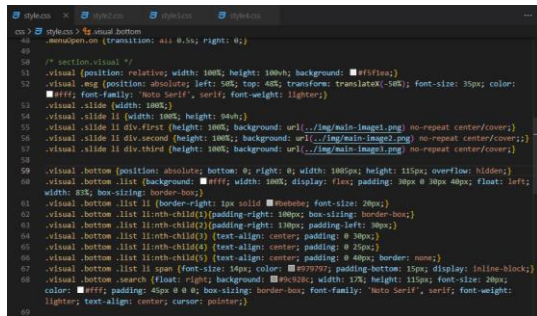 style.css × style2.css style3.css style4.css ...
css > style.css > .visual .bottom
48 .menuOpen.on {transition: all 0.5s; right: 0;}
49
50 /* section.visual */
51 .visual {position: relative; width: 100%; height: 100vh; background: #f5f1ea;}
52 .visual .msg {position: absolute; left: 50%; top: 48%; transform: translateX(-50%); font-size: 35px; color:
#fff; font-family: 'Noto Serif', serif; font-weight: lighter;}
53 .visual .slide {width: 100%;}
54 .visual .slide li {width: 100%; height: 94vh;}
55 .visual .slide li div.first {height: 100%; background: url(../img/main-image1.png) no-repeat center/cover;}
56 .visual .slide li div.second {height: 100%;; background: url(../img/main-image2.png) no-repeat center/cover;;}
57 .visual .slide li div.third {height: 100%; background: url(../img/main-image3.png) no-repeat center/cover;}
58
59 .visual .bottom {position: absolute; bottom: 0; right: 0; width: 1085px; height: 115px; overflow: hidden;}
60 .visual .bottom .list {background: #fff; width: 100%; display: flex; padding: 30px 0 30px 40px; float: left;
width: 83%; box-sizing: border-box;}
61 .visual .bottom .list li {border-right: 1px solid #bebebe; font-size: 20px;}
62 .visual .bottom .list li:nth-child(1){padding-right: 100px; box-sizing: border-box;}
63 .visual .bottom .list li:nth-child(2){padding-right: 130px; padding-left: 30px;}
64 .visual .bottom .list li:nth-child(3) {text-align: center; padding: 0 30px;}
65 .visual .bottom .list li:nth-child(4) {text-align: center; padding: 0 25px;}
66 .visual .bottom .list li:nth-child(5) {text-align: center; padding: 0 40px; border: none;}
67 .visual .bottom .list li span {font-size: 14px; color: #979797; padding-bottom: 15px; display: inline-block;}
68 .visual .bottom .search {float: right; background: #9c928c; width: 17%; height: 115px; font-size: 20px;
color: #fff; padding: 45px 0 0 0; box-sizing: border-box; font-family: 'Noto Serif', serif; font-weight:
lighter; text-align: center; cursor: pointer;}
69